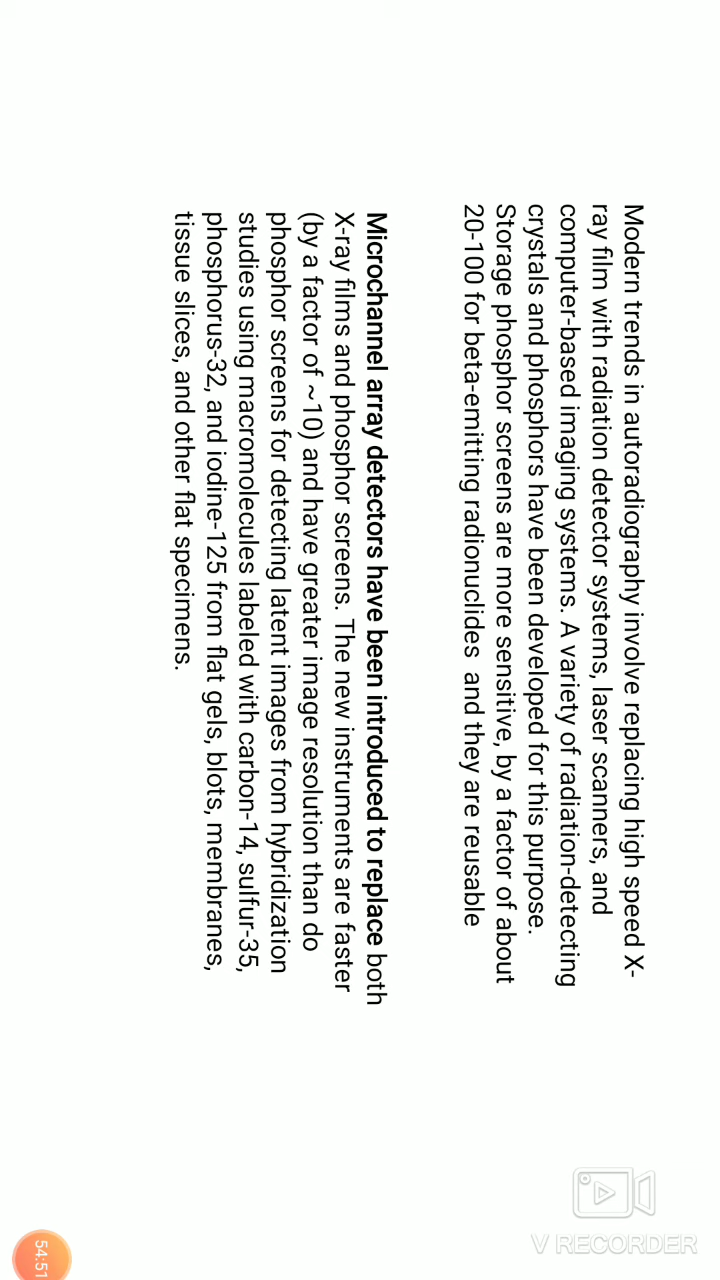 Modern trends in autoradiography involve replacing high speed X-
ray film with radiation detector systems, laser scanners, and
computer-based imaging systems. A variety of radiation-detecting
crystals and phosphors have been developed for this purpose.
Storage phosphor screens are more sensitive, by a factor of about
20-100 for beta-emitting radionuclides and they are reusable
Microchannel array detectors have been introduced to replace both
X-ray films and phosphor screens. The new instruments are faster
(by a factor of ~10) and have greater image resolution than do
phosphor screens for detecting latent images from hybridization
studies using macromolecules labeled with carbon-14, sulfur-35,
phosphorus-32, and iodine-125 from flat gels, blots, membranes,
tissue slices, and other flat specimens.
V RECORDER
54:51